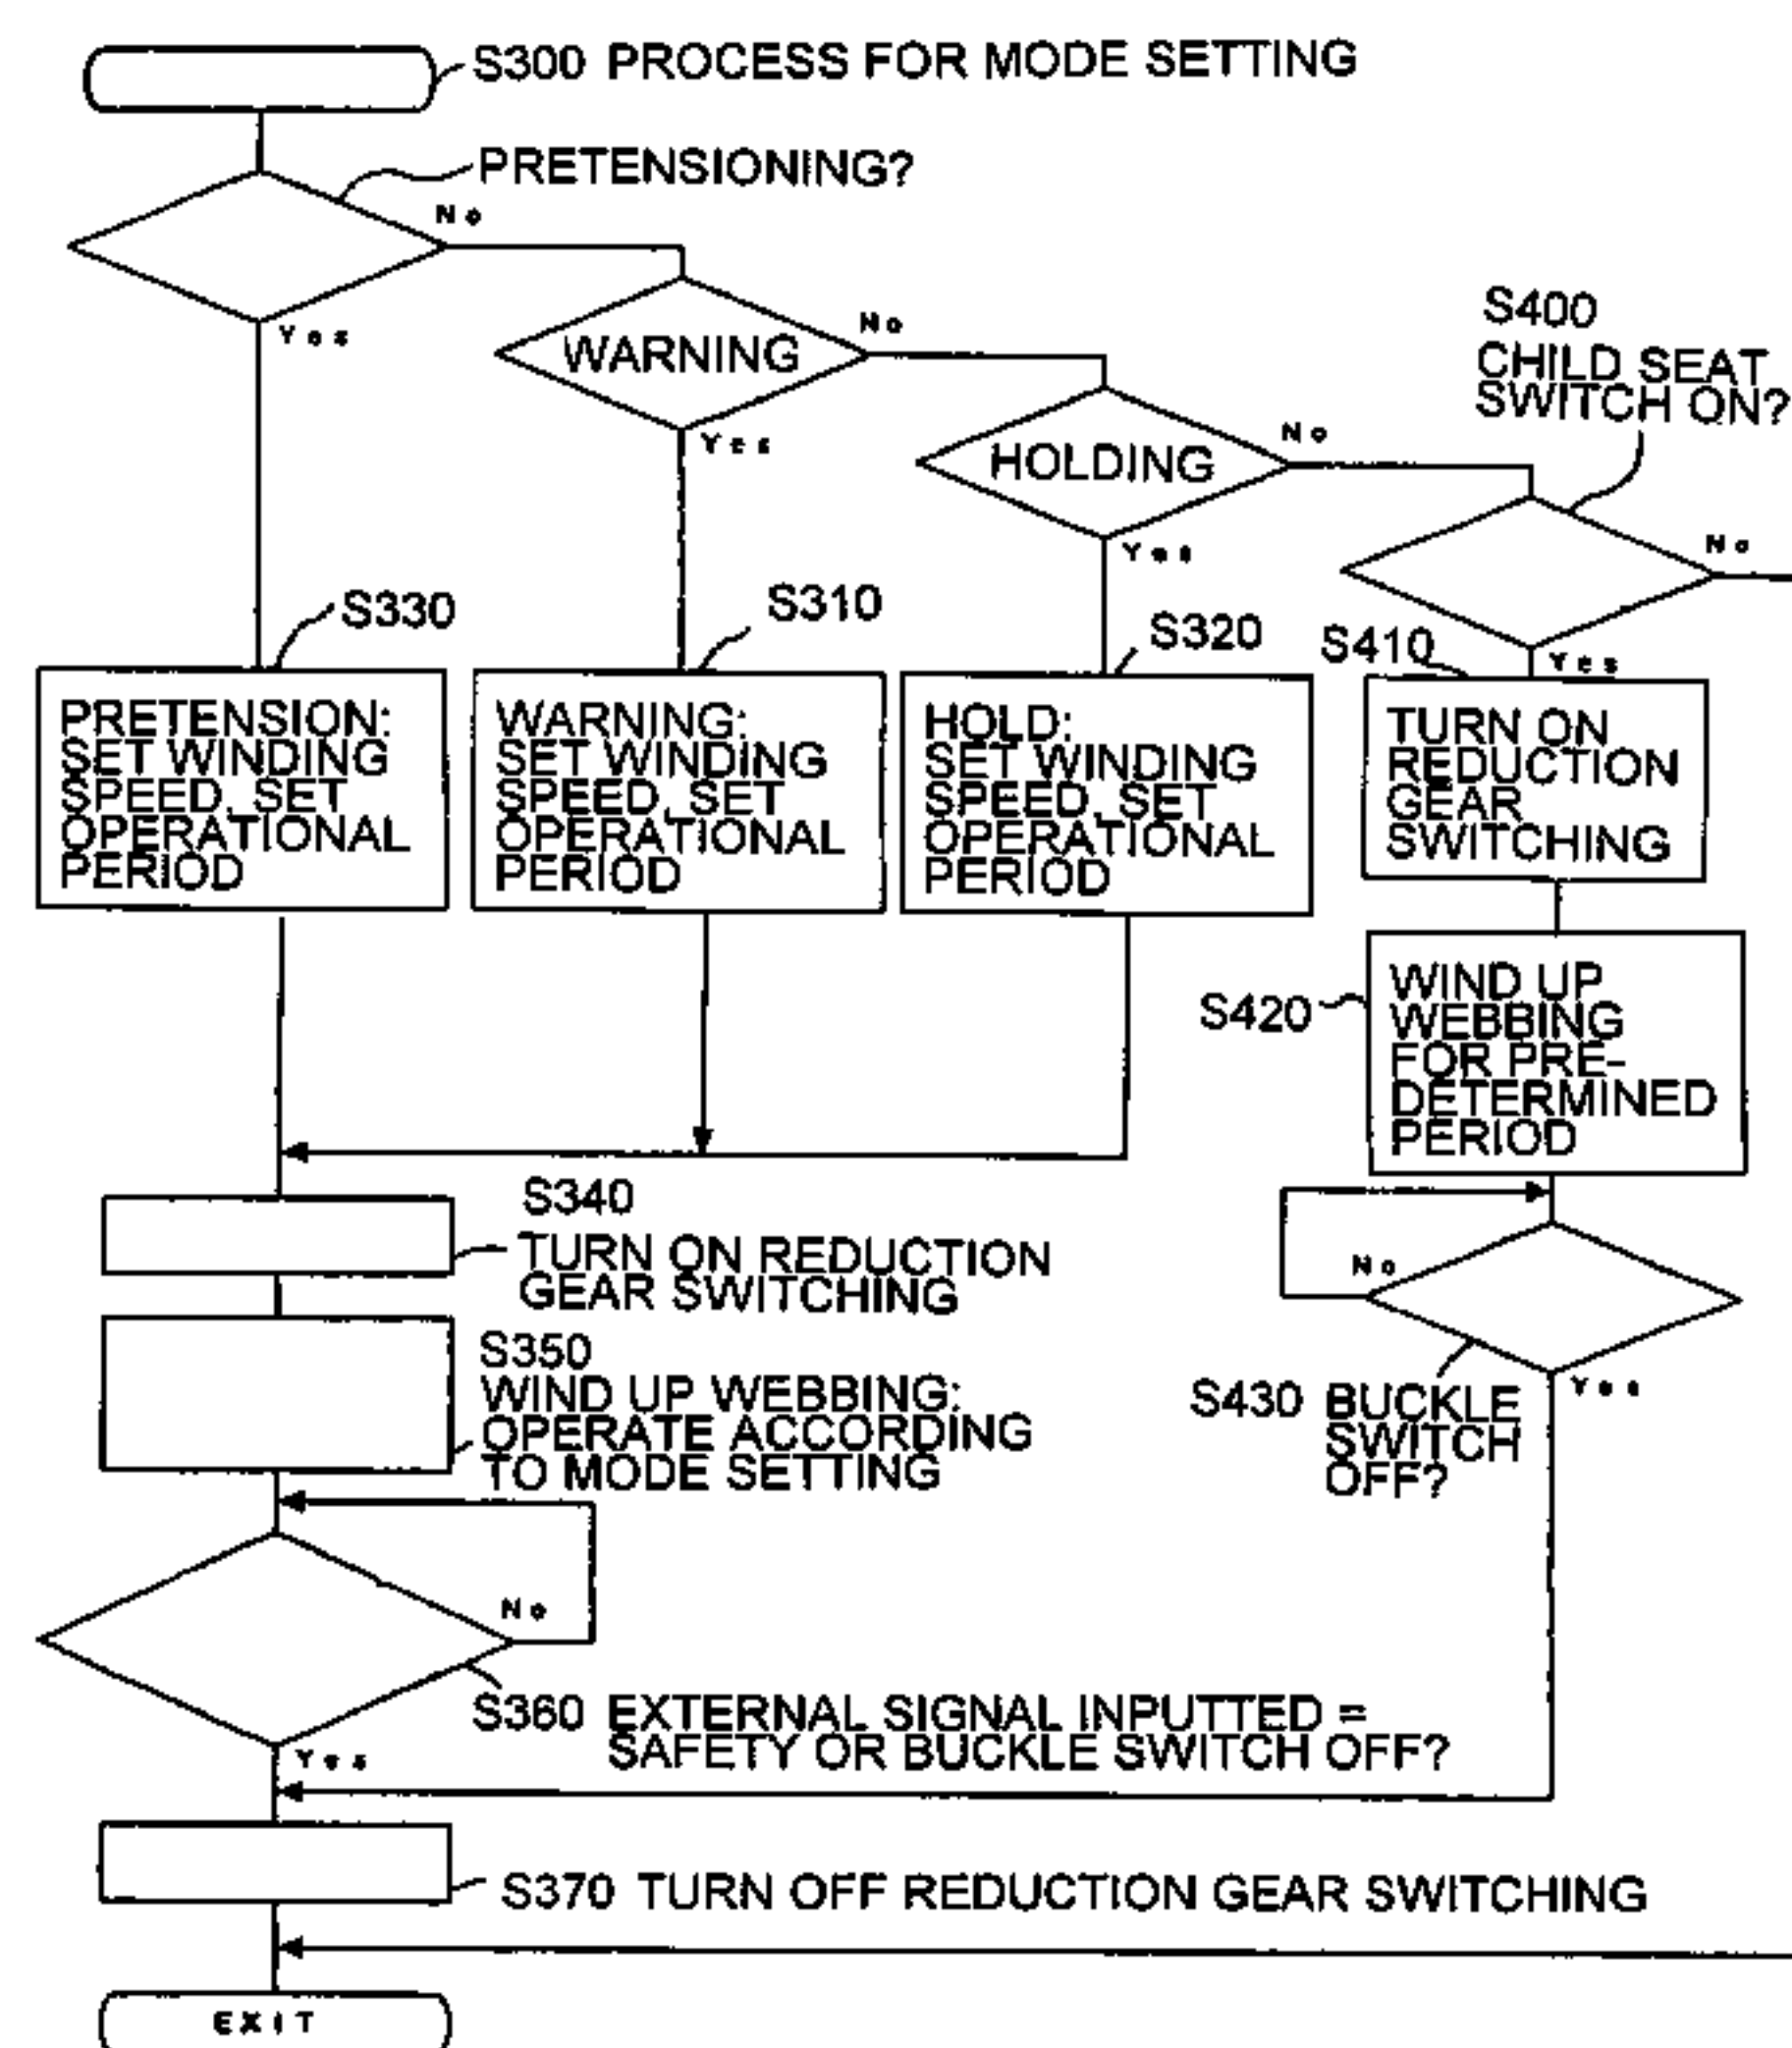 S300 PROCESS FOR MODE SETTING
PRETENSIONING?
No
Yes
WARNING
No
Yes
HOLDING
No
Yes
S400
CHILD SEAT
SWITCH ON?
No
Yes
S330
PRETENSION:
SET WINDING
SPEED, SET
OPERATIONAL
PERIOD
S310
WARNING:
SET WINDING
SPEED, SET
OPERATIONAL
PERIOD
S320
HOLD:
SET WINDING
SPEED, SET
OPERATIONAL
PERIOD
S410
TURN ON
REDUCTION
GEAR
SWITCHING
S420
WIND UP
WEBBING
FOR PRE-
DETERMINED
PERIOD
S340
TURN ON REDUCTION
GEAR SWITCHING
No
Yes
S430 BUCKLE
SWITCH
OFF?
S350
WIND UP WEBBING:
OPERATE ACCORDING
TO MODE SETTING
No
S360 EXTERNAL SIGNAL INPUTTED =
SAFETY OR BUCKLE SWITCH OFF?
Yes
S370 TURN OFF REDUCTION GEAR SWITCHING
EXIT